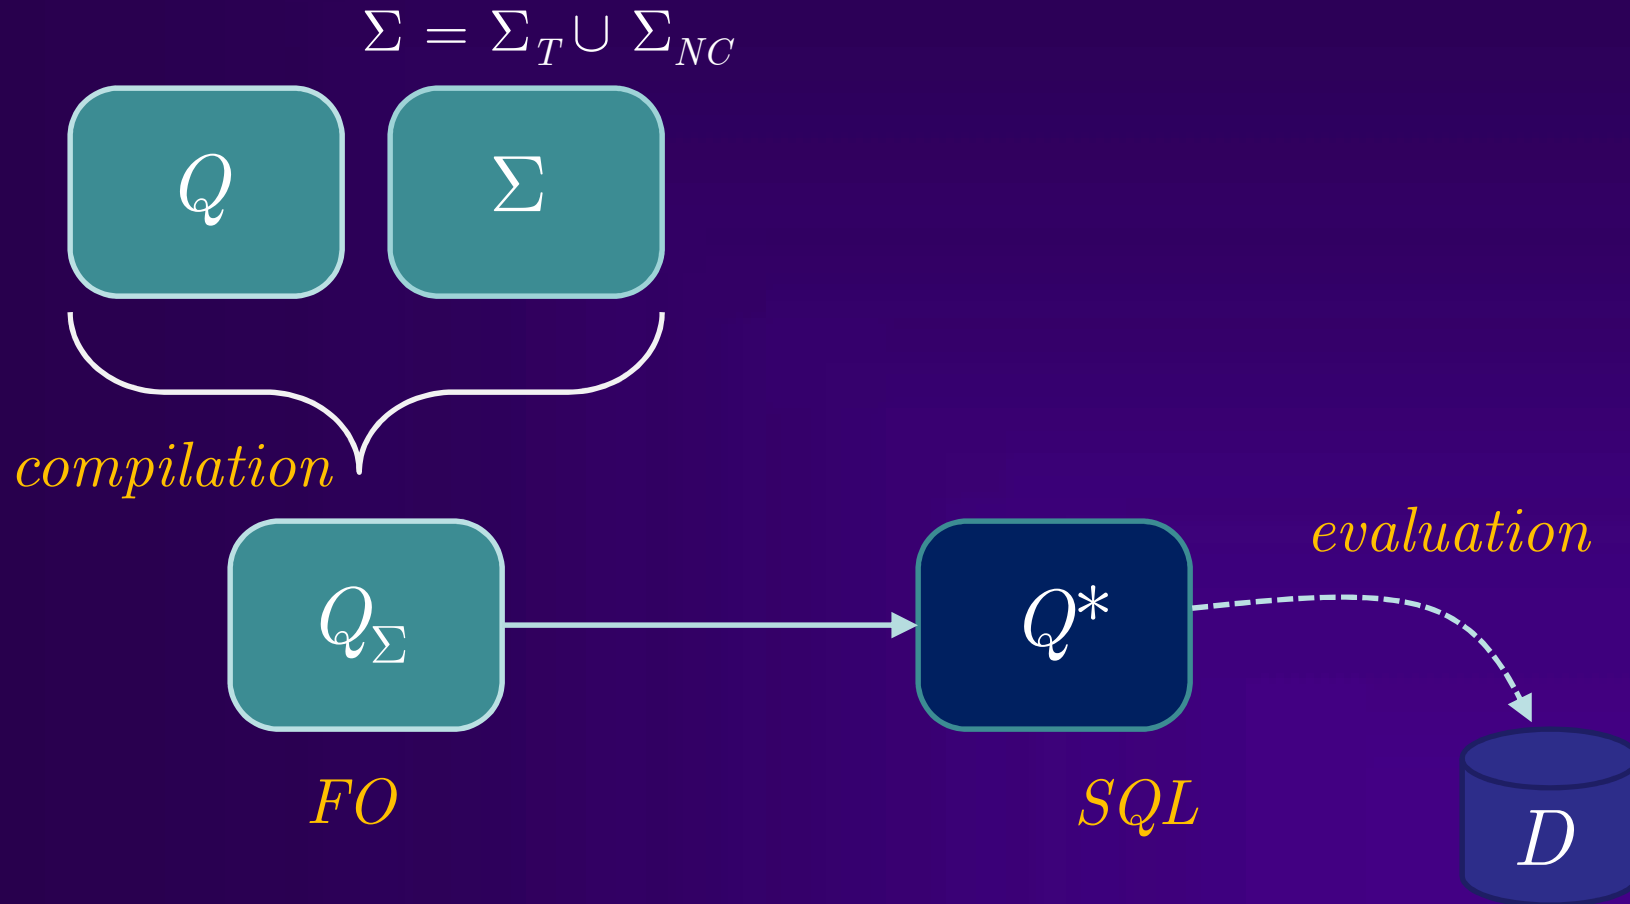 Σ = Σ_T ∪ Σ_NC
Q
Σ
compilation
Q_Σ
Q*
evaluation
FO
SQL
D